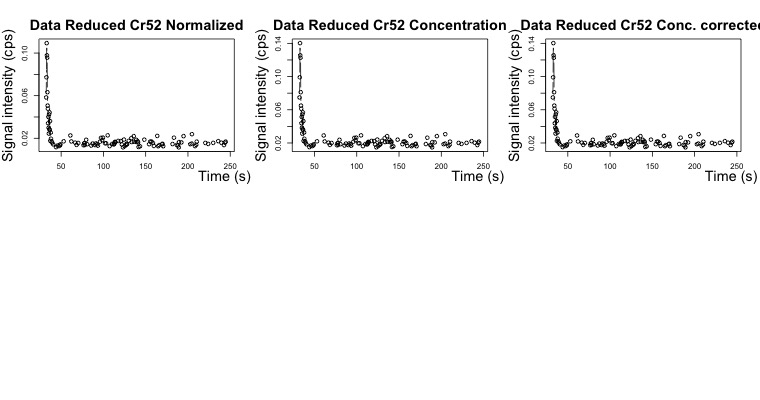 Data Reduced Cr52 Normalized
Signal intensity (cps)
0.02 0.06 0.10
50 100 150 200 250
Time (s)
Data Reduced Cr52 Concentration
Signal intensity (cps)
0.02 0.06 0.10 0.14
50 100 150 200 250
Time (s)
Data Reduced Cr52 Conc. corrected
Signal intensity (cps)
0.02 0.06 0.10 0.14
50 100 150 200 250
Time (s)